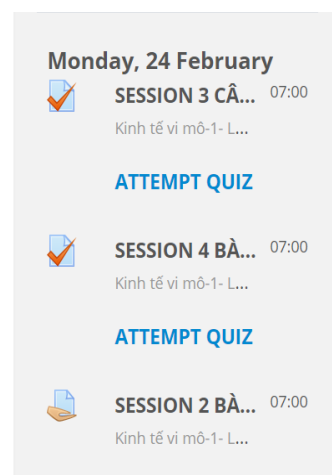 Monday, 24 February
SESSION 3 CÂ... 07:00
Kinh tế vi mô-1- L...
ATTEMPT QUIZ
SESSION 4 BÀ... 07:00
Kinh tế vi mô-1- L...
ATTEMPT QUIZ
SESSION 2 BÀ... 07:00
Kinh tế vi mô-1- L...